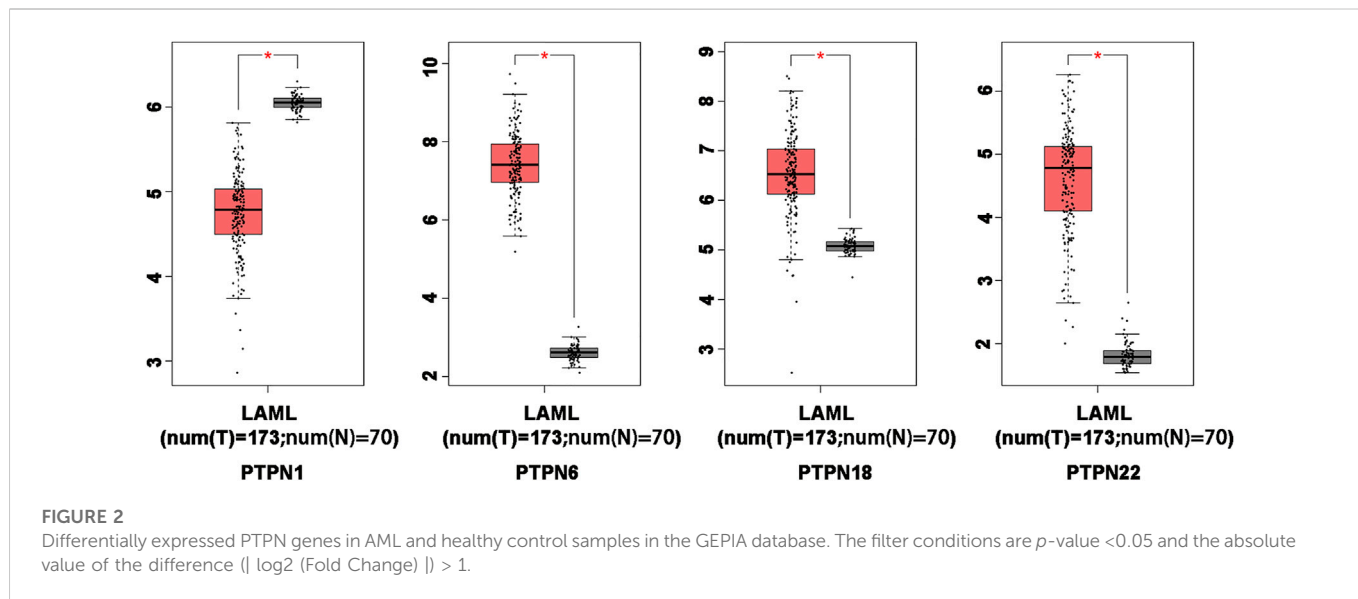 *
*
*
*
6
5
4
3
10
8
6
4
2
9
8
7
6
5
4
3
6
5
4
3
2
LAML
(num(T)=173;num(N)=70)
PTPN1
LAML
(num(T)=173;num(N)=70)
PTPN6
LAML
(num(T)=173;num(N)=70)
PTPN18
LAML
(num(T)=173;num(N)=70)
PTPN22
FIGURE 2
Differentially expressed PTPN genes in AML and healthy control samples in the GEPIA database. The filter conditions are p-value <0.05 and the absolute
value of the difference (| log2 (Fold Change) |) > 1.